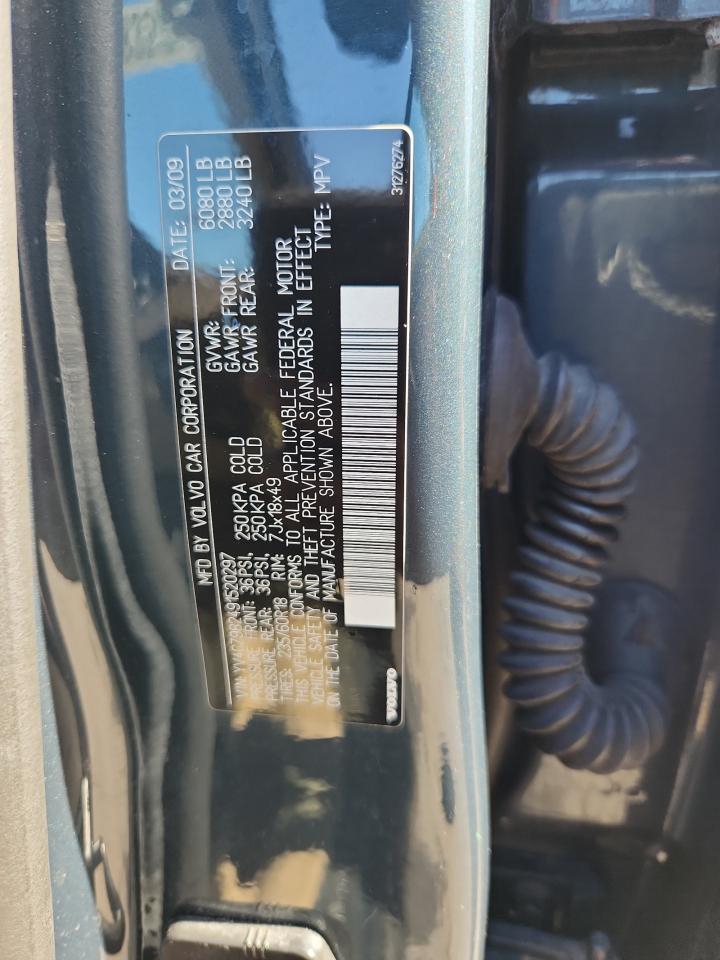 MFD BY VOLVO CAR CORPORATION DATE: 03/09
GVWR: 6080 LB
GAWR FRONT: 2880 LB
GAWR REAR: 3240 LB
PRESSURE FRONT: 36PSI, 250KPA COLD
PRESSURE REAR: 36PSI, 250KPA COLD
TIRES: 235/60R18 RIM: 7Jx18x49
THIS VEHICLE CONFORMS TO ALL APPLICABLE FEDERAL MOTOR
VEHICLE SAFETY AND THEFT PREVENTION STANDARDS IN EFFECT
ON THE DATE OF MANUFACTURE SHOWN ABOVE. TYPE: MPV
VOLVO 31276274